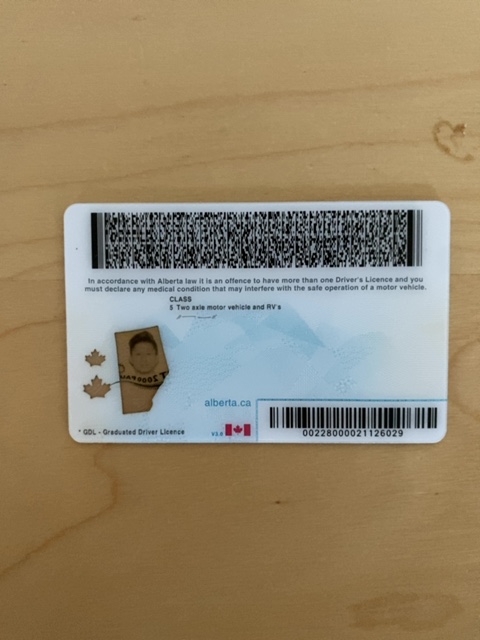 In accordance with Alberta law it is an offence to have more than one Driver's Licence and you
must declare any medical condition that may interfere with the safe operation of a motor vehicle.
CLASS
5 Two axle motor vehicle and RV's
alberta.ca
* GDL - Graduated Driver Licence
V3.0
00228000021126029